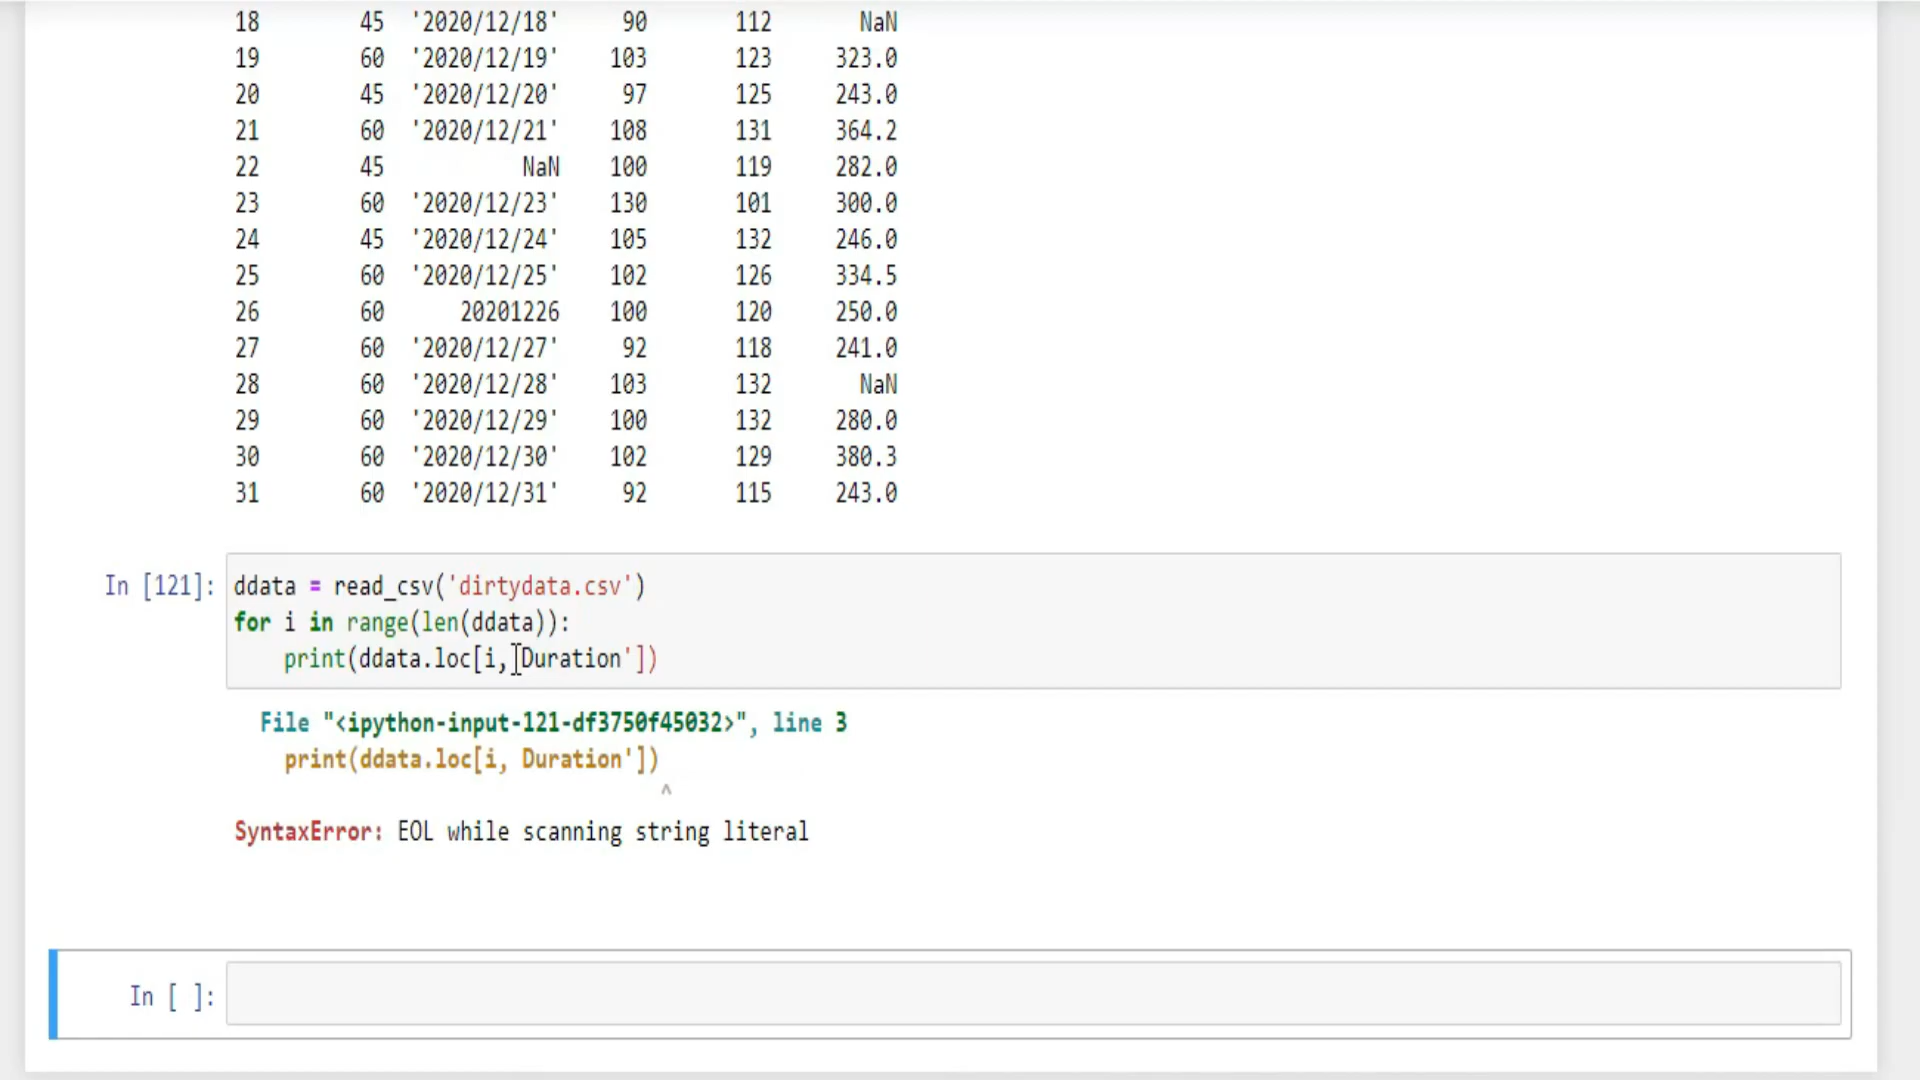 18 45 '2020/12/18' 90 112 NaN
19 60 '2020/12/19' 103 123 323.0
20 45 '2020/12/20' 97 125 243.0
21 60 '2020/12/21' 108 131 364.2
22 45 NaN 100 119 282.0
23 60 '2020/12/23' 130 101 300.0
24 45 '2020/12/24' 105 132 246.0
25 60 '2020/12/25' 102 126 334.5
26 60 20201226 100 120 250.0
27 60 '2020/12/27' 92 118 241.0
28 60 '2020/12/28' 103 132 NaN
29 60 '2020/12/29' 100 132 280.0
30 60 '2020/12/30' 102 129 380.3
31 60 '2020/12/31' 92 115 243.0
In [121]: ddata = read_csv('dirtydata.csv')
for i in range(len(ddata)):
print(ddata.loc[i, Duration'])
File "<ipython-input-121-df3750f45032>", line 3
print(ddata.loc[i, Duration'])
^
SyntaxError: EOL while scanning string literal
In [ ]: